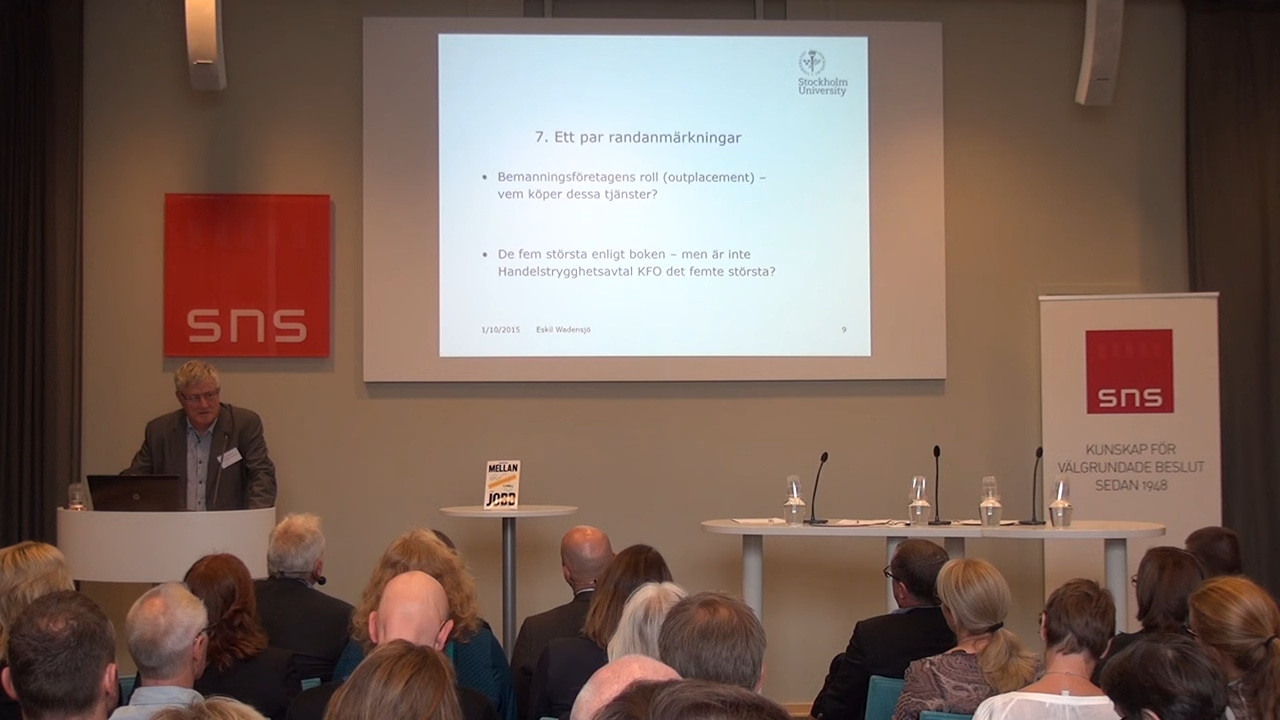 Stockholm
University
7. Ett par randanmärkningar
• Bemanningsföretagens roll (outplacement) –
vem köper dessa tjänster?
• De fem största enligt boken – men är inte
Handelstrygghetsavtal KFO det femte största?
1/10/2015 Eskil Wadensjö 9
sns
sns
KUNSKAP FÖR
VÄLGRUNDADE BESLUT
SEDAN 1948
MELLAN
JOBB